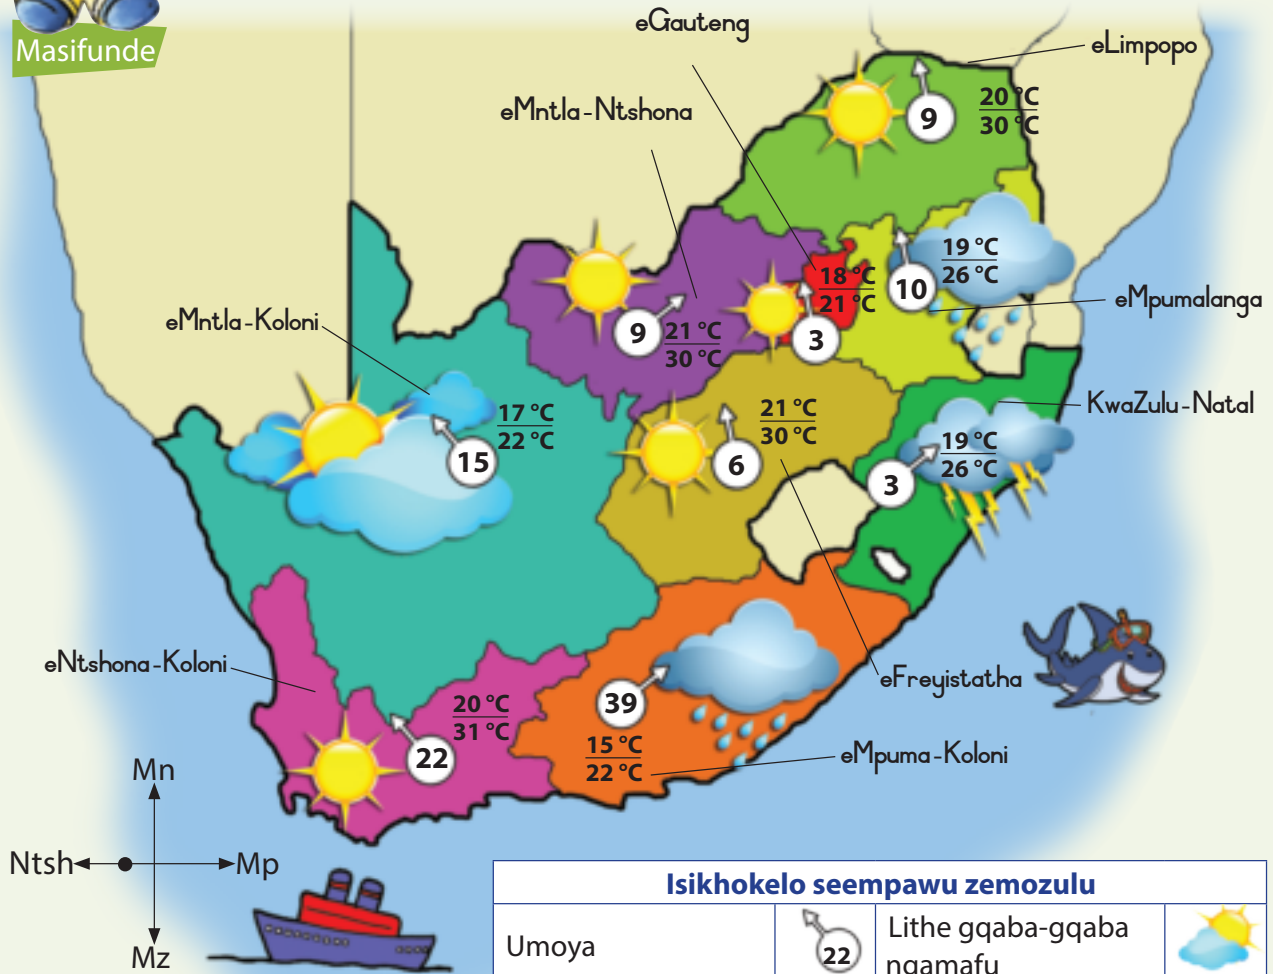 Masifunde
eGauteng
eLimpopo
eMntla-Ntshona
20 °C
30 °C
9
19 °C
26 °C
10
18 °C
21 °C
3
eMpumalanga
eMntla-Koloni
9
21 °C
30 °C
KwaZulu-Natal
17 °C
22 °C
15
21 °C
30 °C
6
19 °C
26 °C
3
eNtshona-Koloni
eFreyistatha
20 °C
31 °C
22
39
15 °C
22 °C
eMpuma-Koloni
Mn
Ntsh
Mp
Mz
Isikhokelo seempawu zemozulu
Umoya
22
Lithe gqaba-gqaba
ngamafu